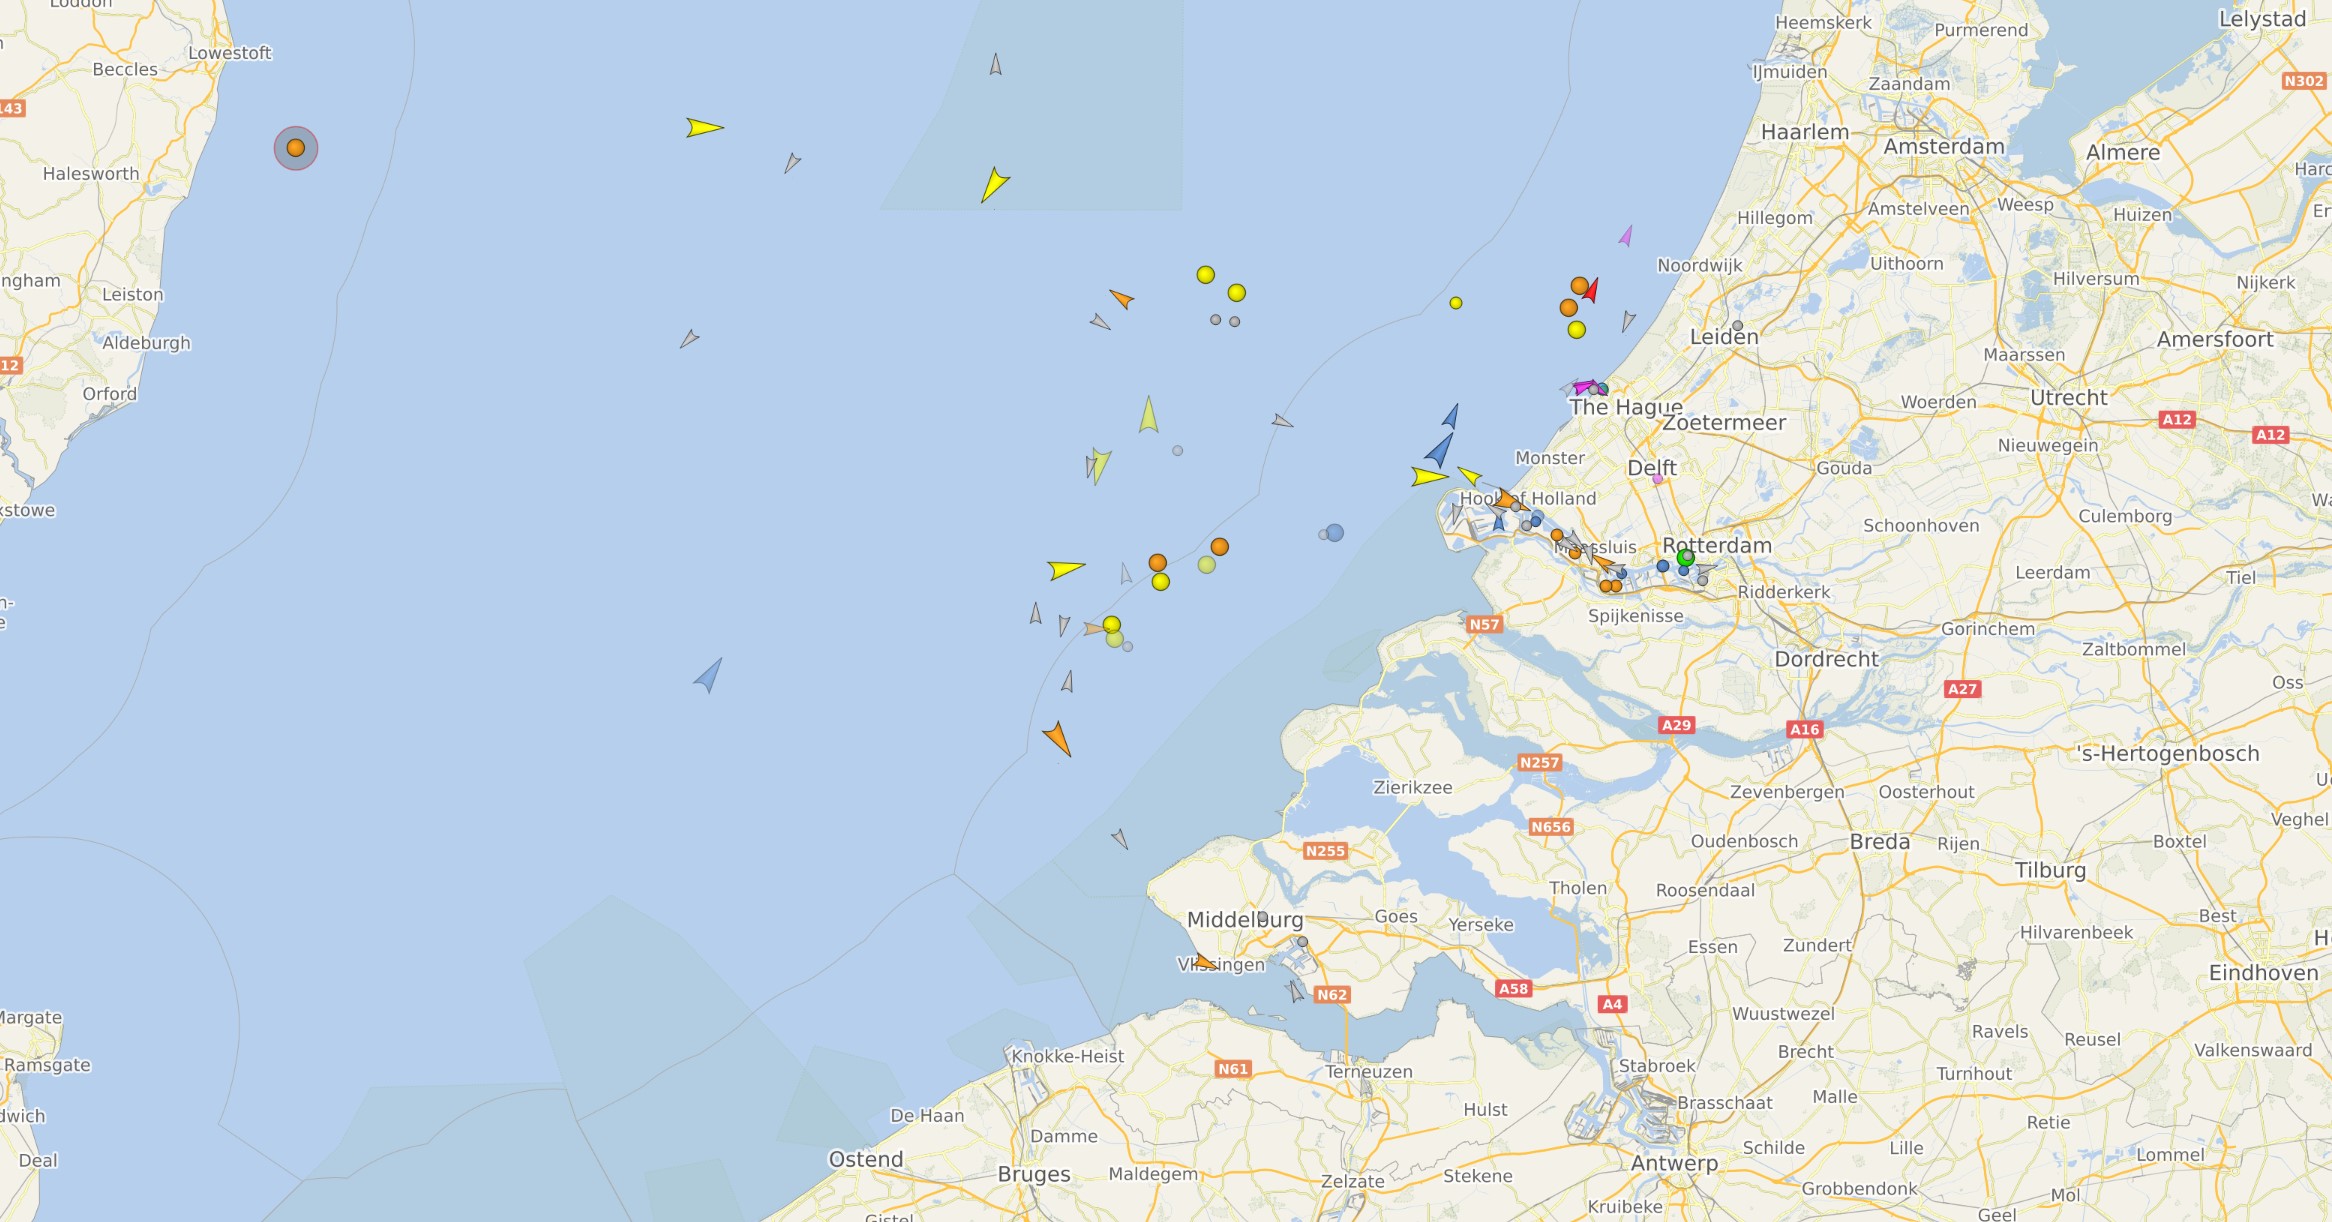 Loddon
Lowestoft
Beccles
143
Halesworth
ingham
Leiston
Aldeburgh
12
Orford
xstowe
n-
e
Margate
Ramsgate
dwich
Deal
Heemskerk
Purmerend
Lelystad
IJmuiden
Zaandam
N302
Haarlem
Amsterdam
Almere
Hard
Hillegom
Amstelveen
Weesp
Huizen
Er
Noordwijk
Uithoorn
Hilversum
Nijkerk
Leiden
Maarssen
Amersfoort
The Hague
Zoetermeer
Woerden
Utrecht
A12
A12
Nieuwegein
Monster
Delft
Gouda
Hook of Holland
Wa
Schoonhoven
Culemborg
Maassluis
Rotterdam
Leerdam
Tiel
Ridderkerk
Spijkenisse
N57
Gorinchem
Zaltbommel
Dordrecht
A27
Oss
A29
A16
's-Hertogenbosch
N257
Zierikzee
Zevenbergen
Oosterhout
Veghel
N656
Oudenbosch
Breda
Rijen
Boxtel
N255
Tilburg
Tholen
Roosendaal
Middelburg
Goes
Yerseke
Best
Hilvarenbeek
Essen
Zundert
Vlissingen
N62
A58
A4
Eindhoven
Wuustwezel
Ravels
Reusel
Knokke-Heist
N61
Terneuzen
Stabroek
Brecht
Valkenswaard
Turnhout
De Haan
Hulst
Brasschaat
Malle
Damme
Retie
Ostend
Bruges
Maldegem
Zelzate
Stekene
Antwerp
Schilde
Lille
Lommel
Grobbendonk
Mol
Kruibeke
Geel
Gistel